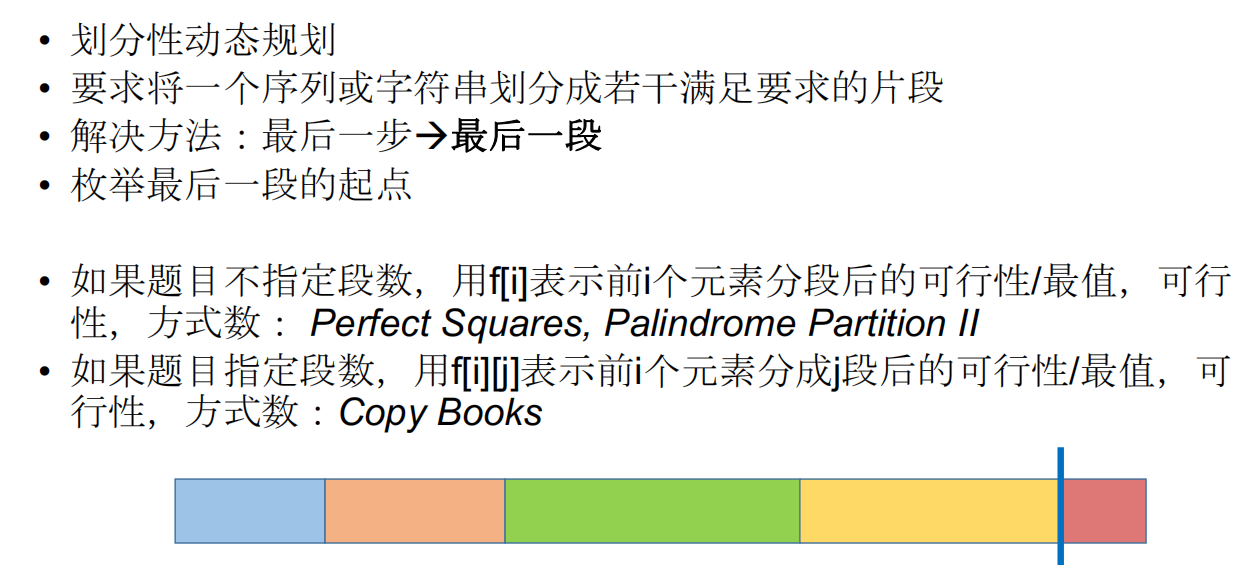 • 划分性动态规划
• 要求将一个序列或字符串划分成若干满足要求的片段
• 解决方法：最后一步→最后一段
• 枚举最后一段的起点
• 如果题目不指定段数，用f[i]表示前i个元素分段后的可行性/最值，可行
性，方式数： Perfect Squares, Palindrome Partition II
• 如果题目指定段数，用f[i][j]表示前i个元素分成j段后的可行性/最值，可
行性，方式数：Copy Books